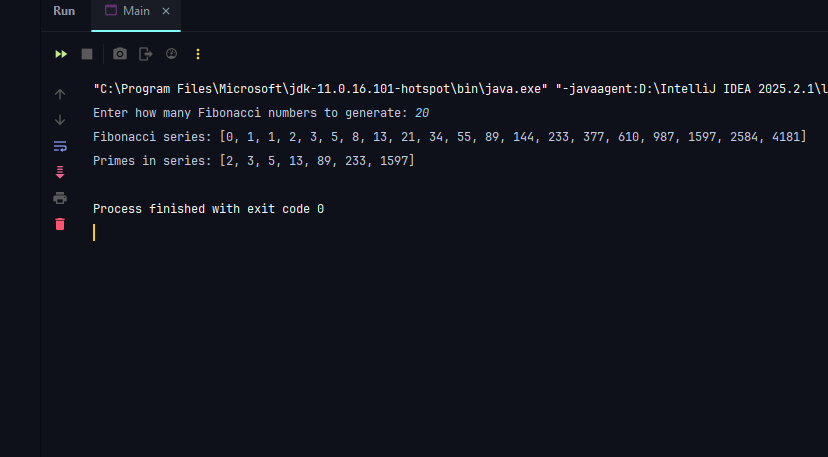 Run Main
"C:\Program Files\Microsoft\jdk-11.0.16.101-hotspot\bin\java.exe" "-javaagent:D:\IntelliJ IDEA 2025.2.1\l
Enter how many Fibonacci numbers to generate: 20
Fibonacci series: [0, 1, 1, 2, 3, 5, 8, 13, 21, 34, 55, 89, 144, 233, 377, 610, 987, 1597, 2584, 4181]
Primes in series: [2, 3, 5, 13, 89, 233, 1597]
Process finished with exit code 0